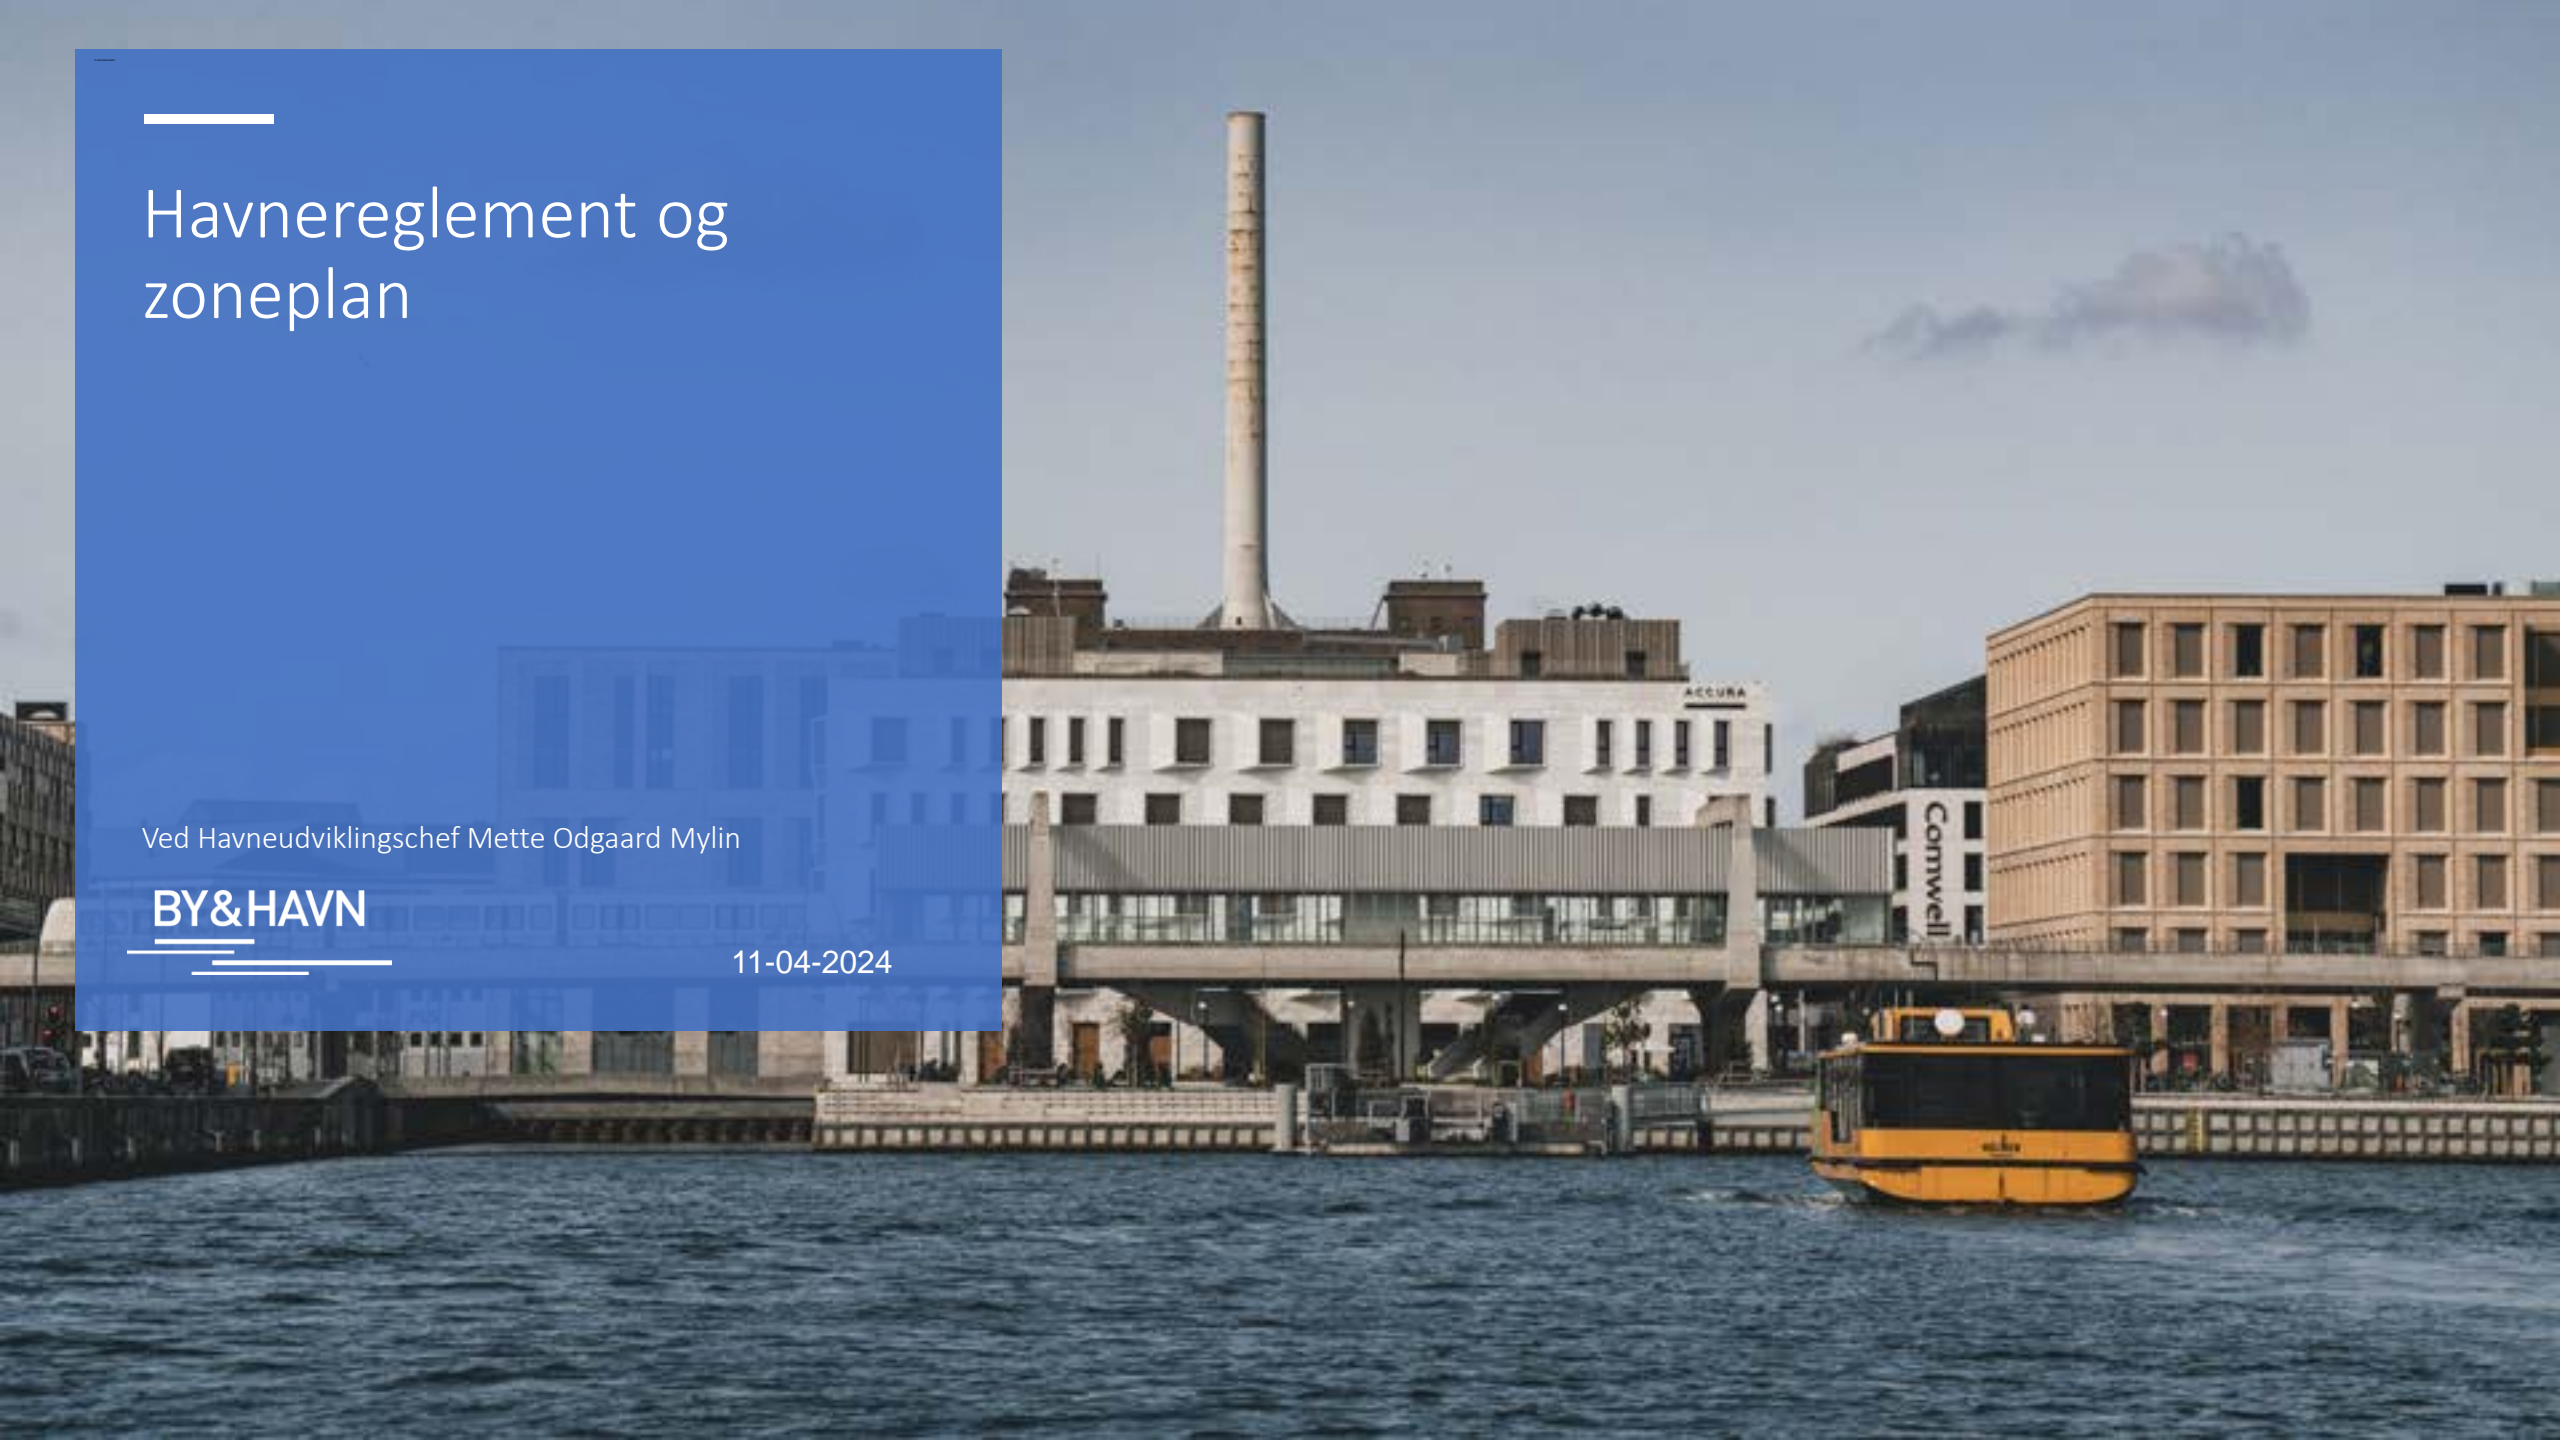 Havnereglement og
zoneplan
Ved Havneudviklingschef Mette Odgaard Mylin
BY&HAVN
11-04-2024
ACCURA
Comwell